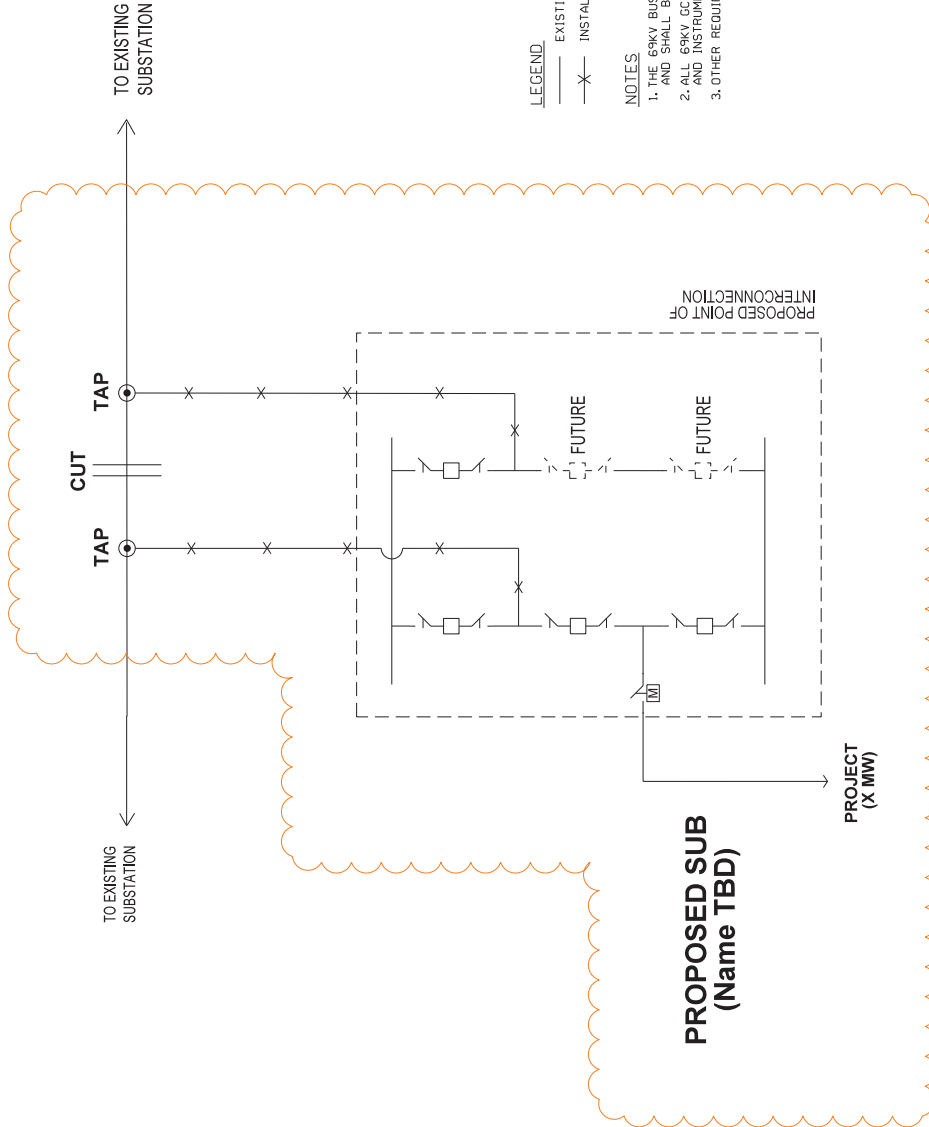 TO EXISTING
SUBSTATION
TO EXISTING
SUBSTATION
TAP
CUT
TAP
PROPOSED POINT OF
INTERCONNECTION
FUTURE
FUTURE
M
PROJECT
(X MW)
PROPOSED SUB
(Name TBD)
LEGEND
EXISTI
INSTAL
NOTES
1. THE 69KV BUS
AND SHALL B
2. ALL 69KV GC
AND INSTRUM
3. OTHER REQUIR